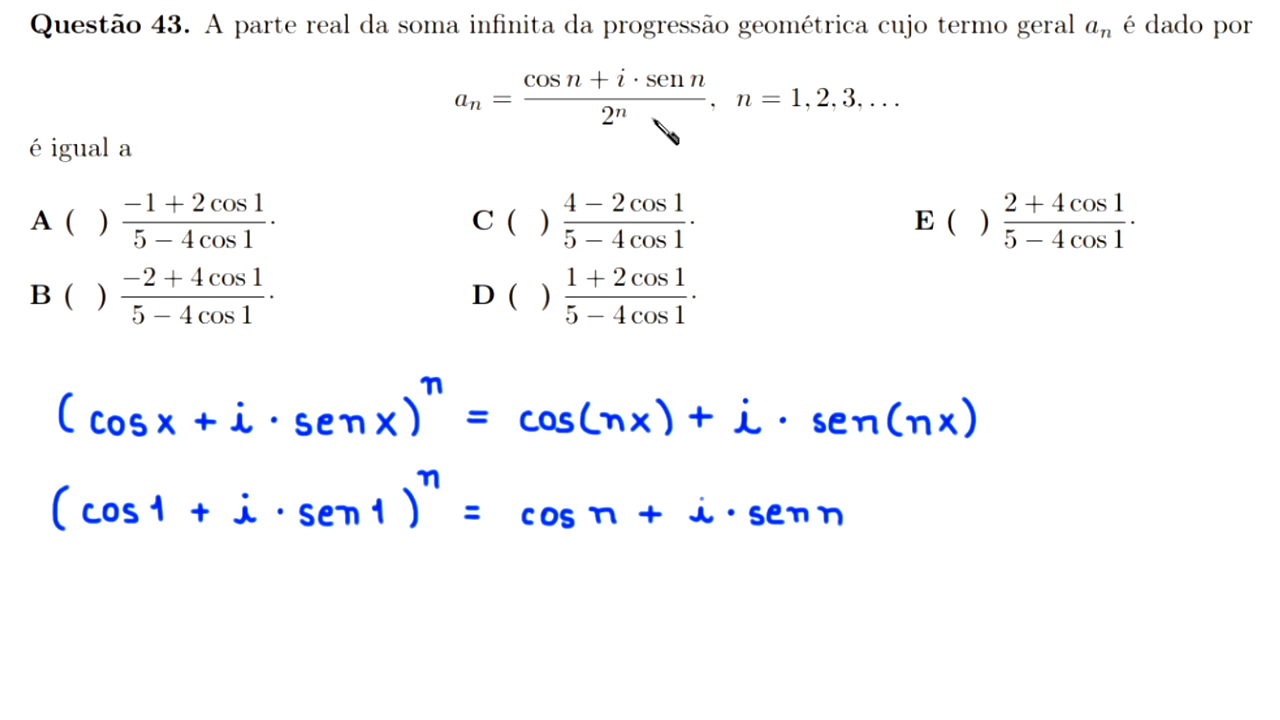 Questão 43. A parte real da soma infinita da progressão geométrica cujo termo geral aₙ é dado por
aₙ = (cos n + i · sen n)/2ⁿ, n = 1, 2, 3, . . .
é igual a
A ( ) (−1 + 2 cos 1)/(5 − 4 cos 1).
C ( ) (4 − 2 cos 1)/(5 − 4 cos 1).
E ( ) (2 + 4 cos 1)/(5 − 4 cos 1).
B ( ) (−2 + 4 cos 1)/(5 − 4 cos 1).
D ( ) (1 + 2 cos 1)/(5 − 4 cos 1).
(cos x + i · sen x)ⁿ = cos(nx) + i · sen(nx)
(cos 1 + i · sen 1)ⁿ = cos n + i · sen n